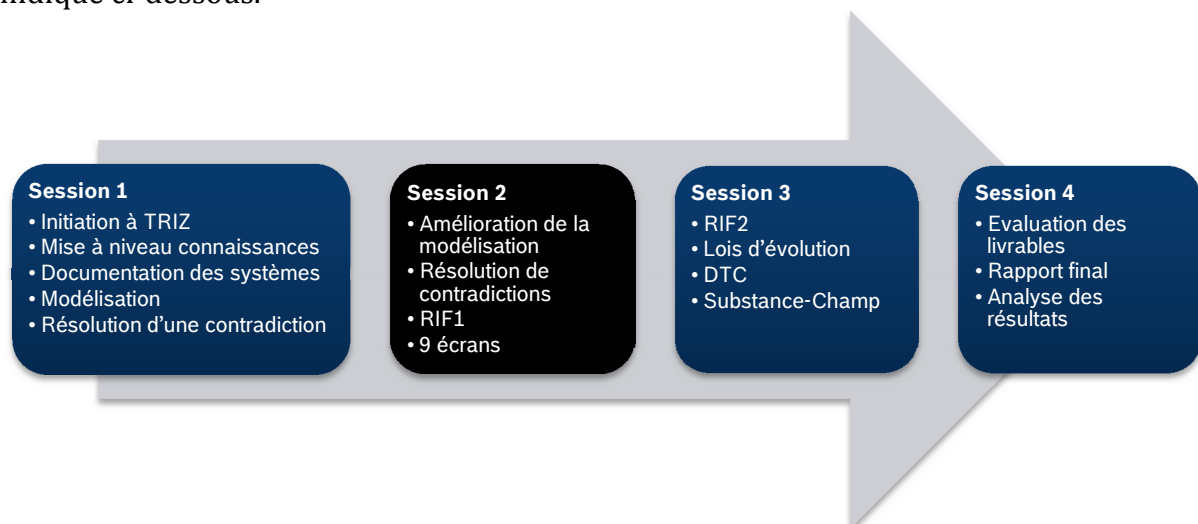 ci-dessous.
Session 1
• Initiation à TRIZ
• Mise à niveau connaissances
• Documentation des systèmes
• Modélisation
• Résolution d'une contradiction
Session 2
• Amélioration de la
modélisation
• Résolution de
contradictions
• RIF1
• 9 écrans
Session 3
• RIF2
• Lois d'évolution
• DTC
• Substance-Champ
Session 4
• Evaluation des
livrables
• Rapport final
• Analyse des
résultats